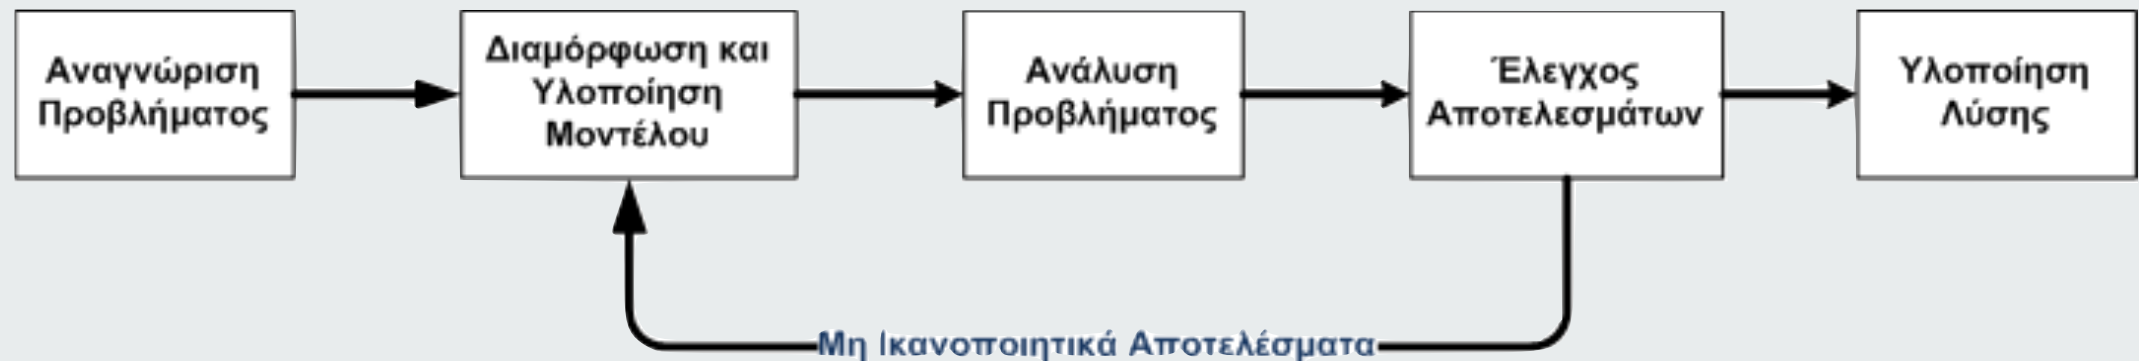 Αναγνώριση
Προβλήματος
Διαμόρφωση και
Υλοποίηση
Μοντέλου
Ανάλυση
Προβλήματος
Έλεγχος
Αποτελεσμάτων
Υλοποίηση
Λύσης
Μη Ικανοποιητικά Αποτελέσματα